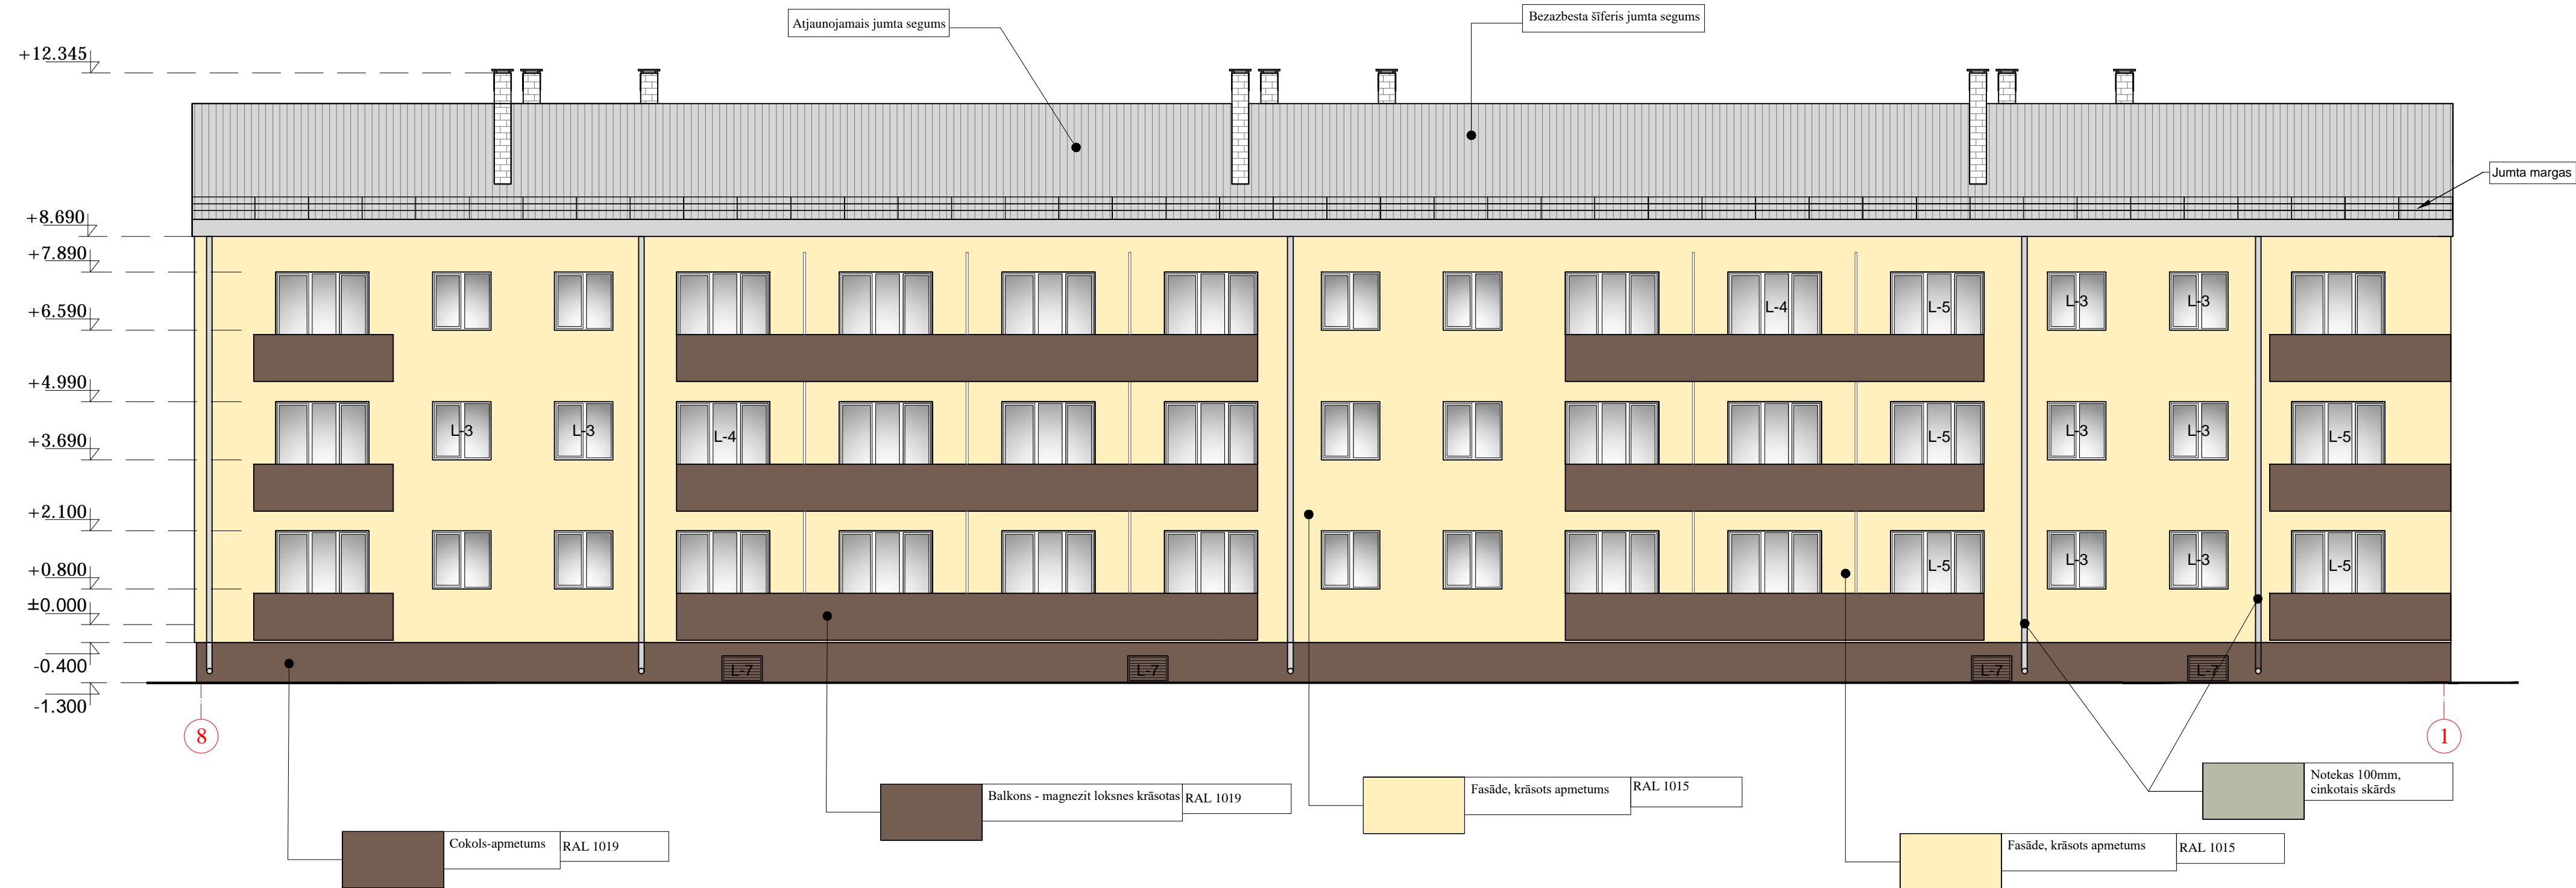 Atjaunojamais jumta segums
Bezazbesta šīferis jumta segums
+12.345
Jumta margas
+8.690
+7.890
+6.590
L-4
L-5
L-3
L-3
+4.990
+3.690
L-3
L-3
L-4
L-5
L-3
L-3
L-5
+2.100
+0.800
L-5
L-3
L-3
L-5
±0.000
-0.400
L-7
L-7
L-7
L-7
-1.300
8
1
Notekas 100mm,
cinkotais skārds
Balkons - magnezit loksnes krāsotas
RAL 1019
Fasāde, krāsots apmetums
RAL 1015
Cokols-apmetums
RAL 1019
Fasāde, krāsots apmetums
RAL 1015